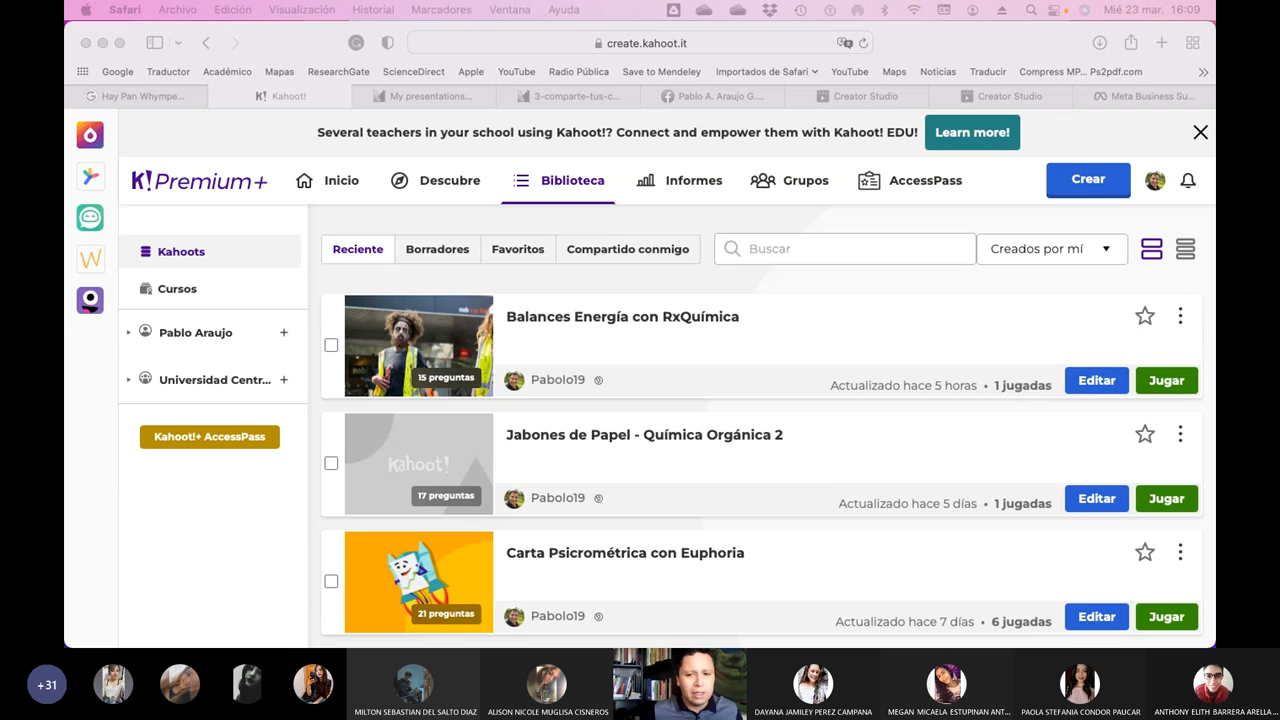 Safari Archivo Edición Visualización Historial Marcadores Ventana Ayuda Mié 23 mar. 16:09
create.kahoot.it
Google Traductor Académico Mapas ResearchGate ScienceDirect Apple YouTube Radio Pública Save to Mendeley Importados de Safari YouTube Maps Noticias Traducir Compress MP... Ps2pdf.com
Hay Pan Whympe... Kahoot! My presentations... 3-comparte-tus-c... Pablo A. Araujo G.... Creator Studio Creator Studio Meta Business Su...
Several teachers in your school using Kahoot!? Connect and empower them with Kahoot! EDU! Learn more!
K!Premium+ Inicio Descubre Biblioteca Informes Grupos AccessPass Crear
Kahoots
Cursos
Pablo Araujo +
Universidad Centr... +
Kahoot!+ AccessPass
Reciente Borradores Favoritos Compartido conmigo Buscar Creados por mí
Balances Energía con RxQuímica
15 preguntas
Pabolo19 Actualizado hace 5 horas • 1 jugadas Editar Jugar
Jabones de Papel - Química Orgánica 2
Kahoot!
17 preguntas
Pabolo19 Actualizado hace 5 días • 1 jugadas Editar Jugar
Carta Psicrométrica con Euphoria
21 preguntas
Pabolo19 Actualizado hace 7 días • 6 jugadas Editar Jugar
+31
MILTON SEBASTIAN DEL SALTO DIAZ ALISON NICOLE MUGLISA CISNEROS DAYANA JAMILEY PEREZ CAMPANA MEGAN MICAELA ESTUPINAN ANT... PAOLA STEFANIA CONDOR PAUCAR ANTHONY ELITH BARRERA ARELLA...